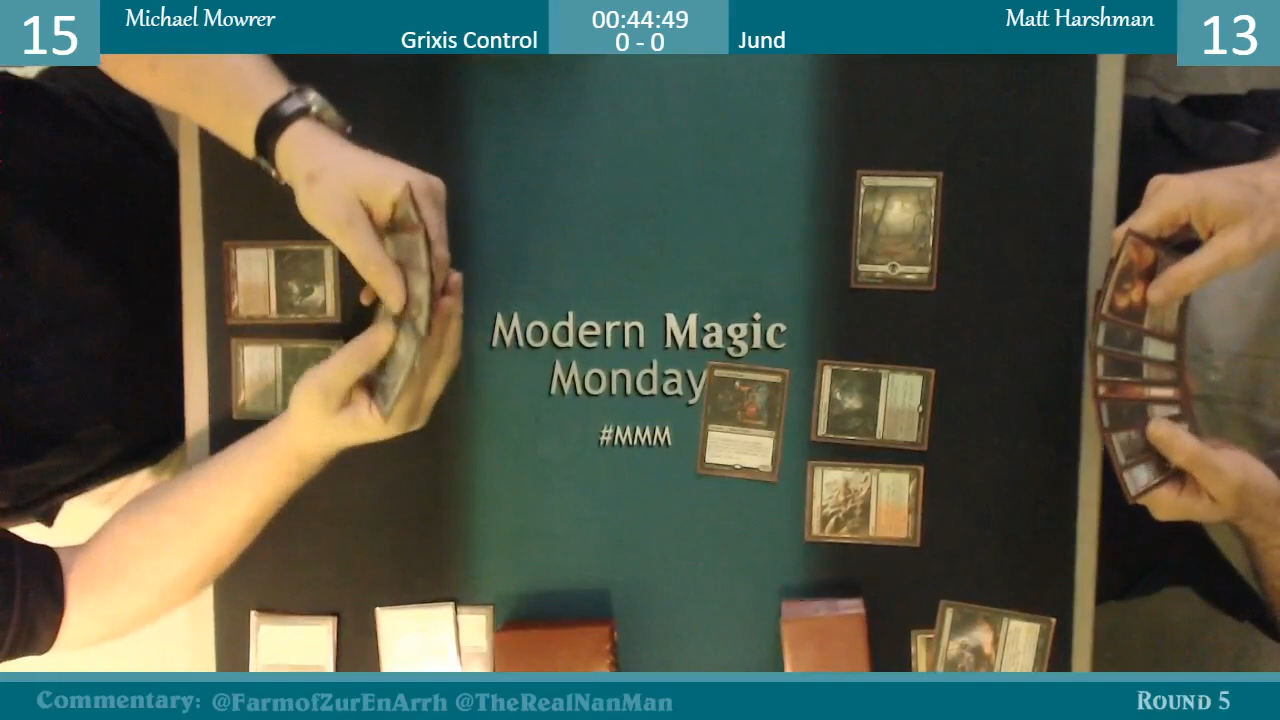 15
Michael Mowrer
Grixis Control
00:44:49
0 - 0
Jund
Matt Harshman
13
Modern Magic
Monday
#MMM
Commentary: @FarmofZurEnArrh @TheRealNanMan
Round 5